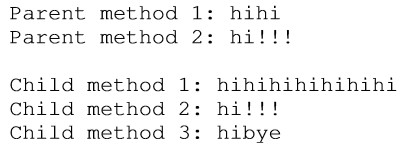 Parent method 1: hihi
Parent method 2: hi!!!
Child method 1: hihihihihihihi
Child method 2: hi!!!
Child method 3: hibye